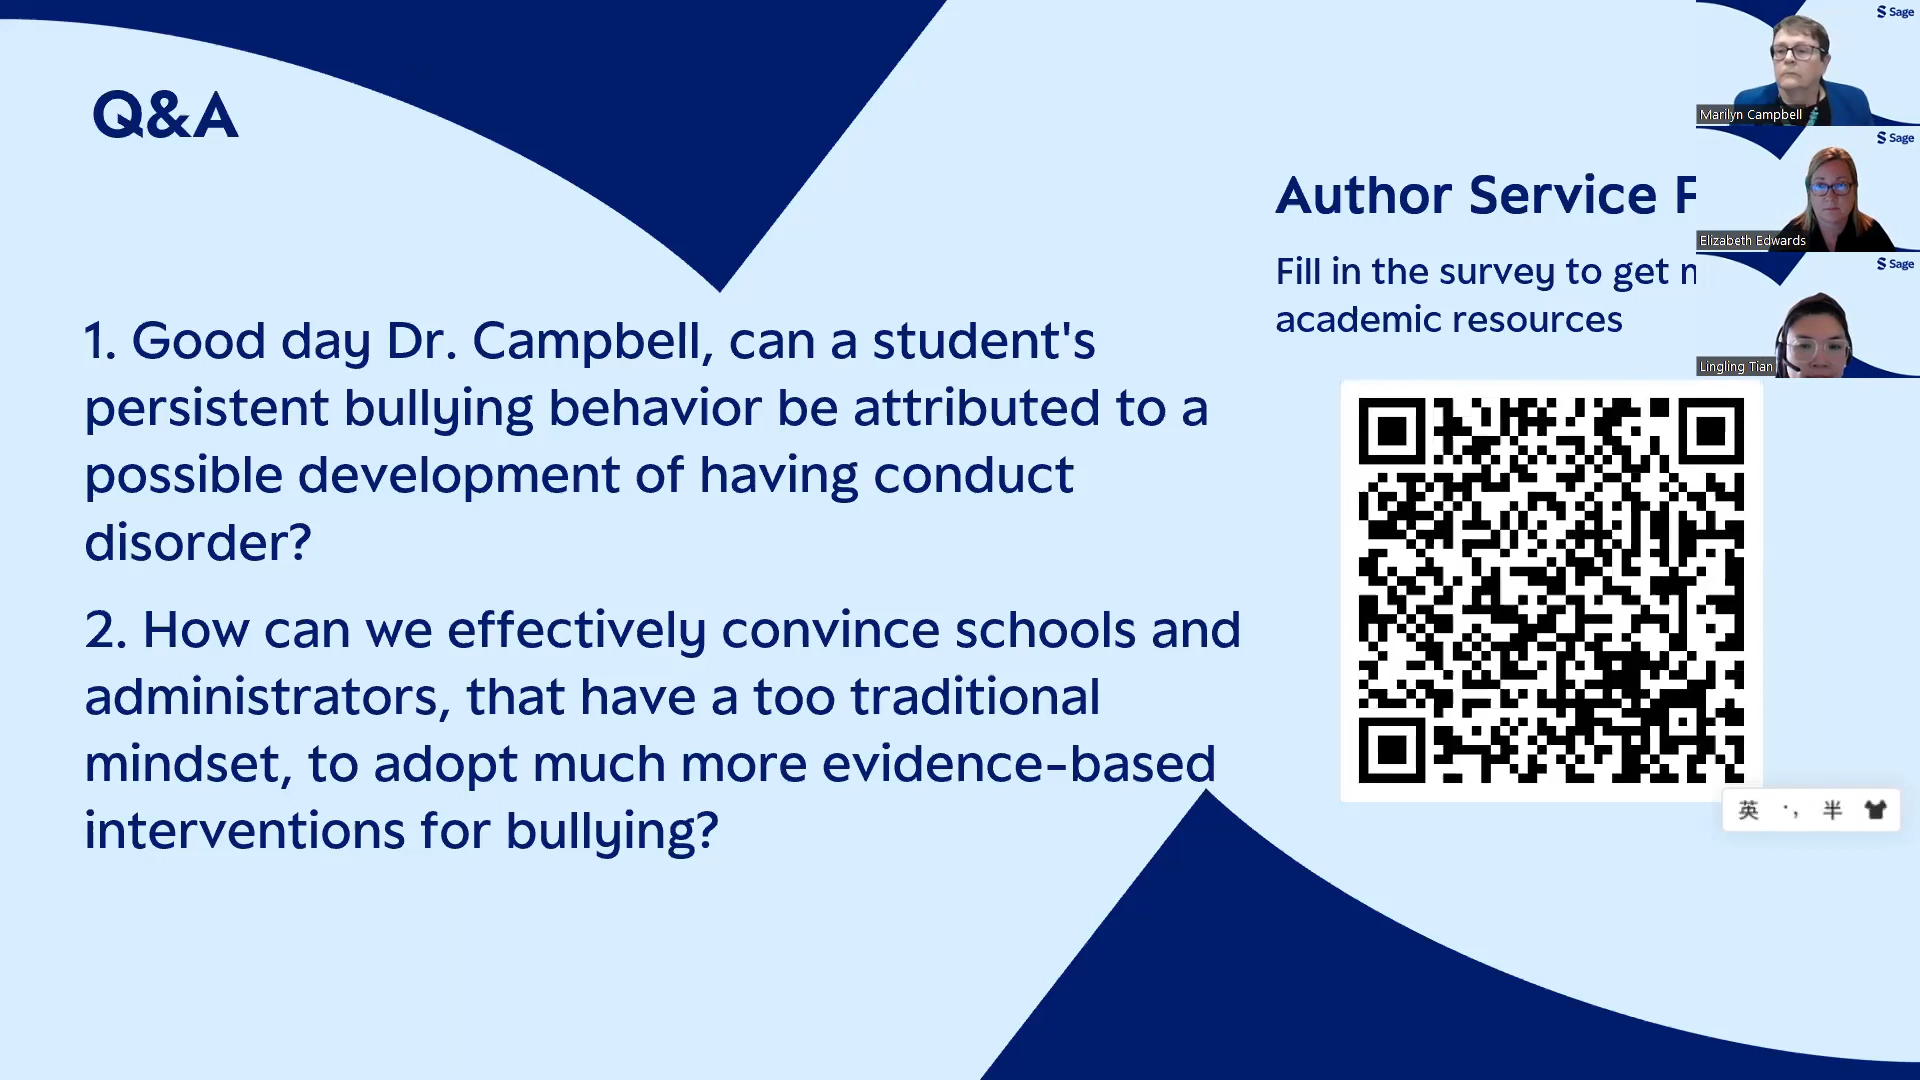 Q&A
1. Good day Dr. Campbell, can a student's
persistent bullying behavior be attributed to a
possible development of having conduct
disorder?
2. How can we effectively convince schools and
administrators, that have a too traditional
mindset, to adopt much more evidence-based
interventions for bullying?
Author Service
Fill in the survey to get
academic resources
Sage
Marilyn Campbell
Sage
Elizabeth Edwards
Sage
Lingling Tian
英 ·, 半